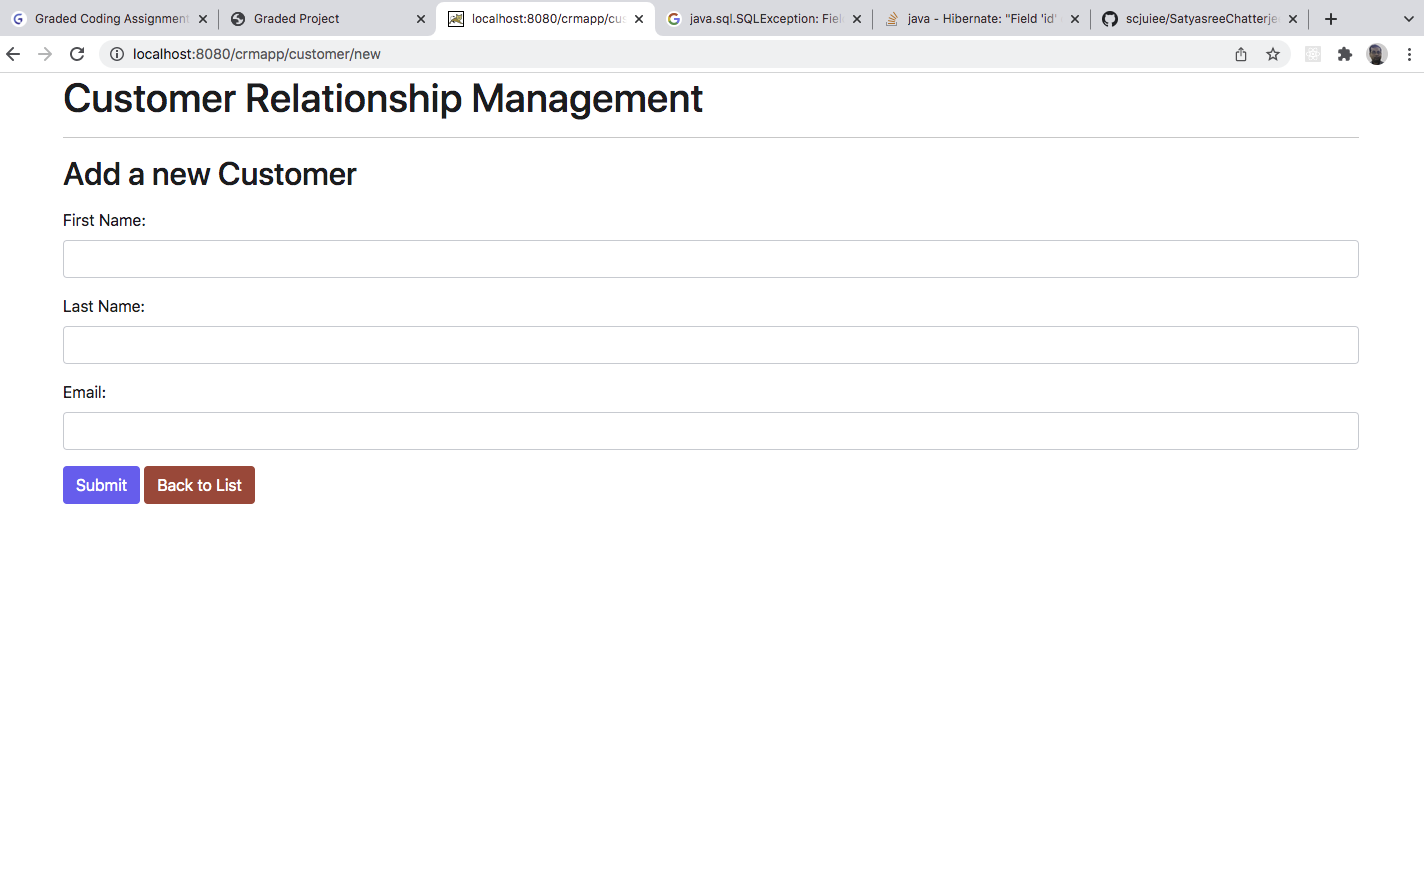 Graded Coding Assignment
Graded Project
localhost:8080/crmapp/cus
java.sql.SQLException: Fiel
java - Hibernate: "Field 'id'
scjuiee/SatyasreeChatterje
localhost:8080/crmapp/customer/new
Customer Relationship Management
Add a new Customer
First Name:
Last Name:
Email:
Submit Back to List